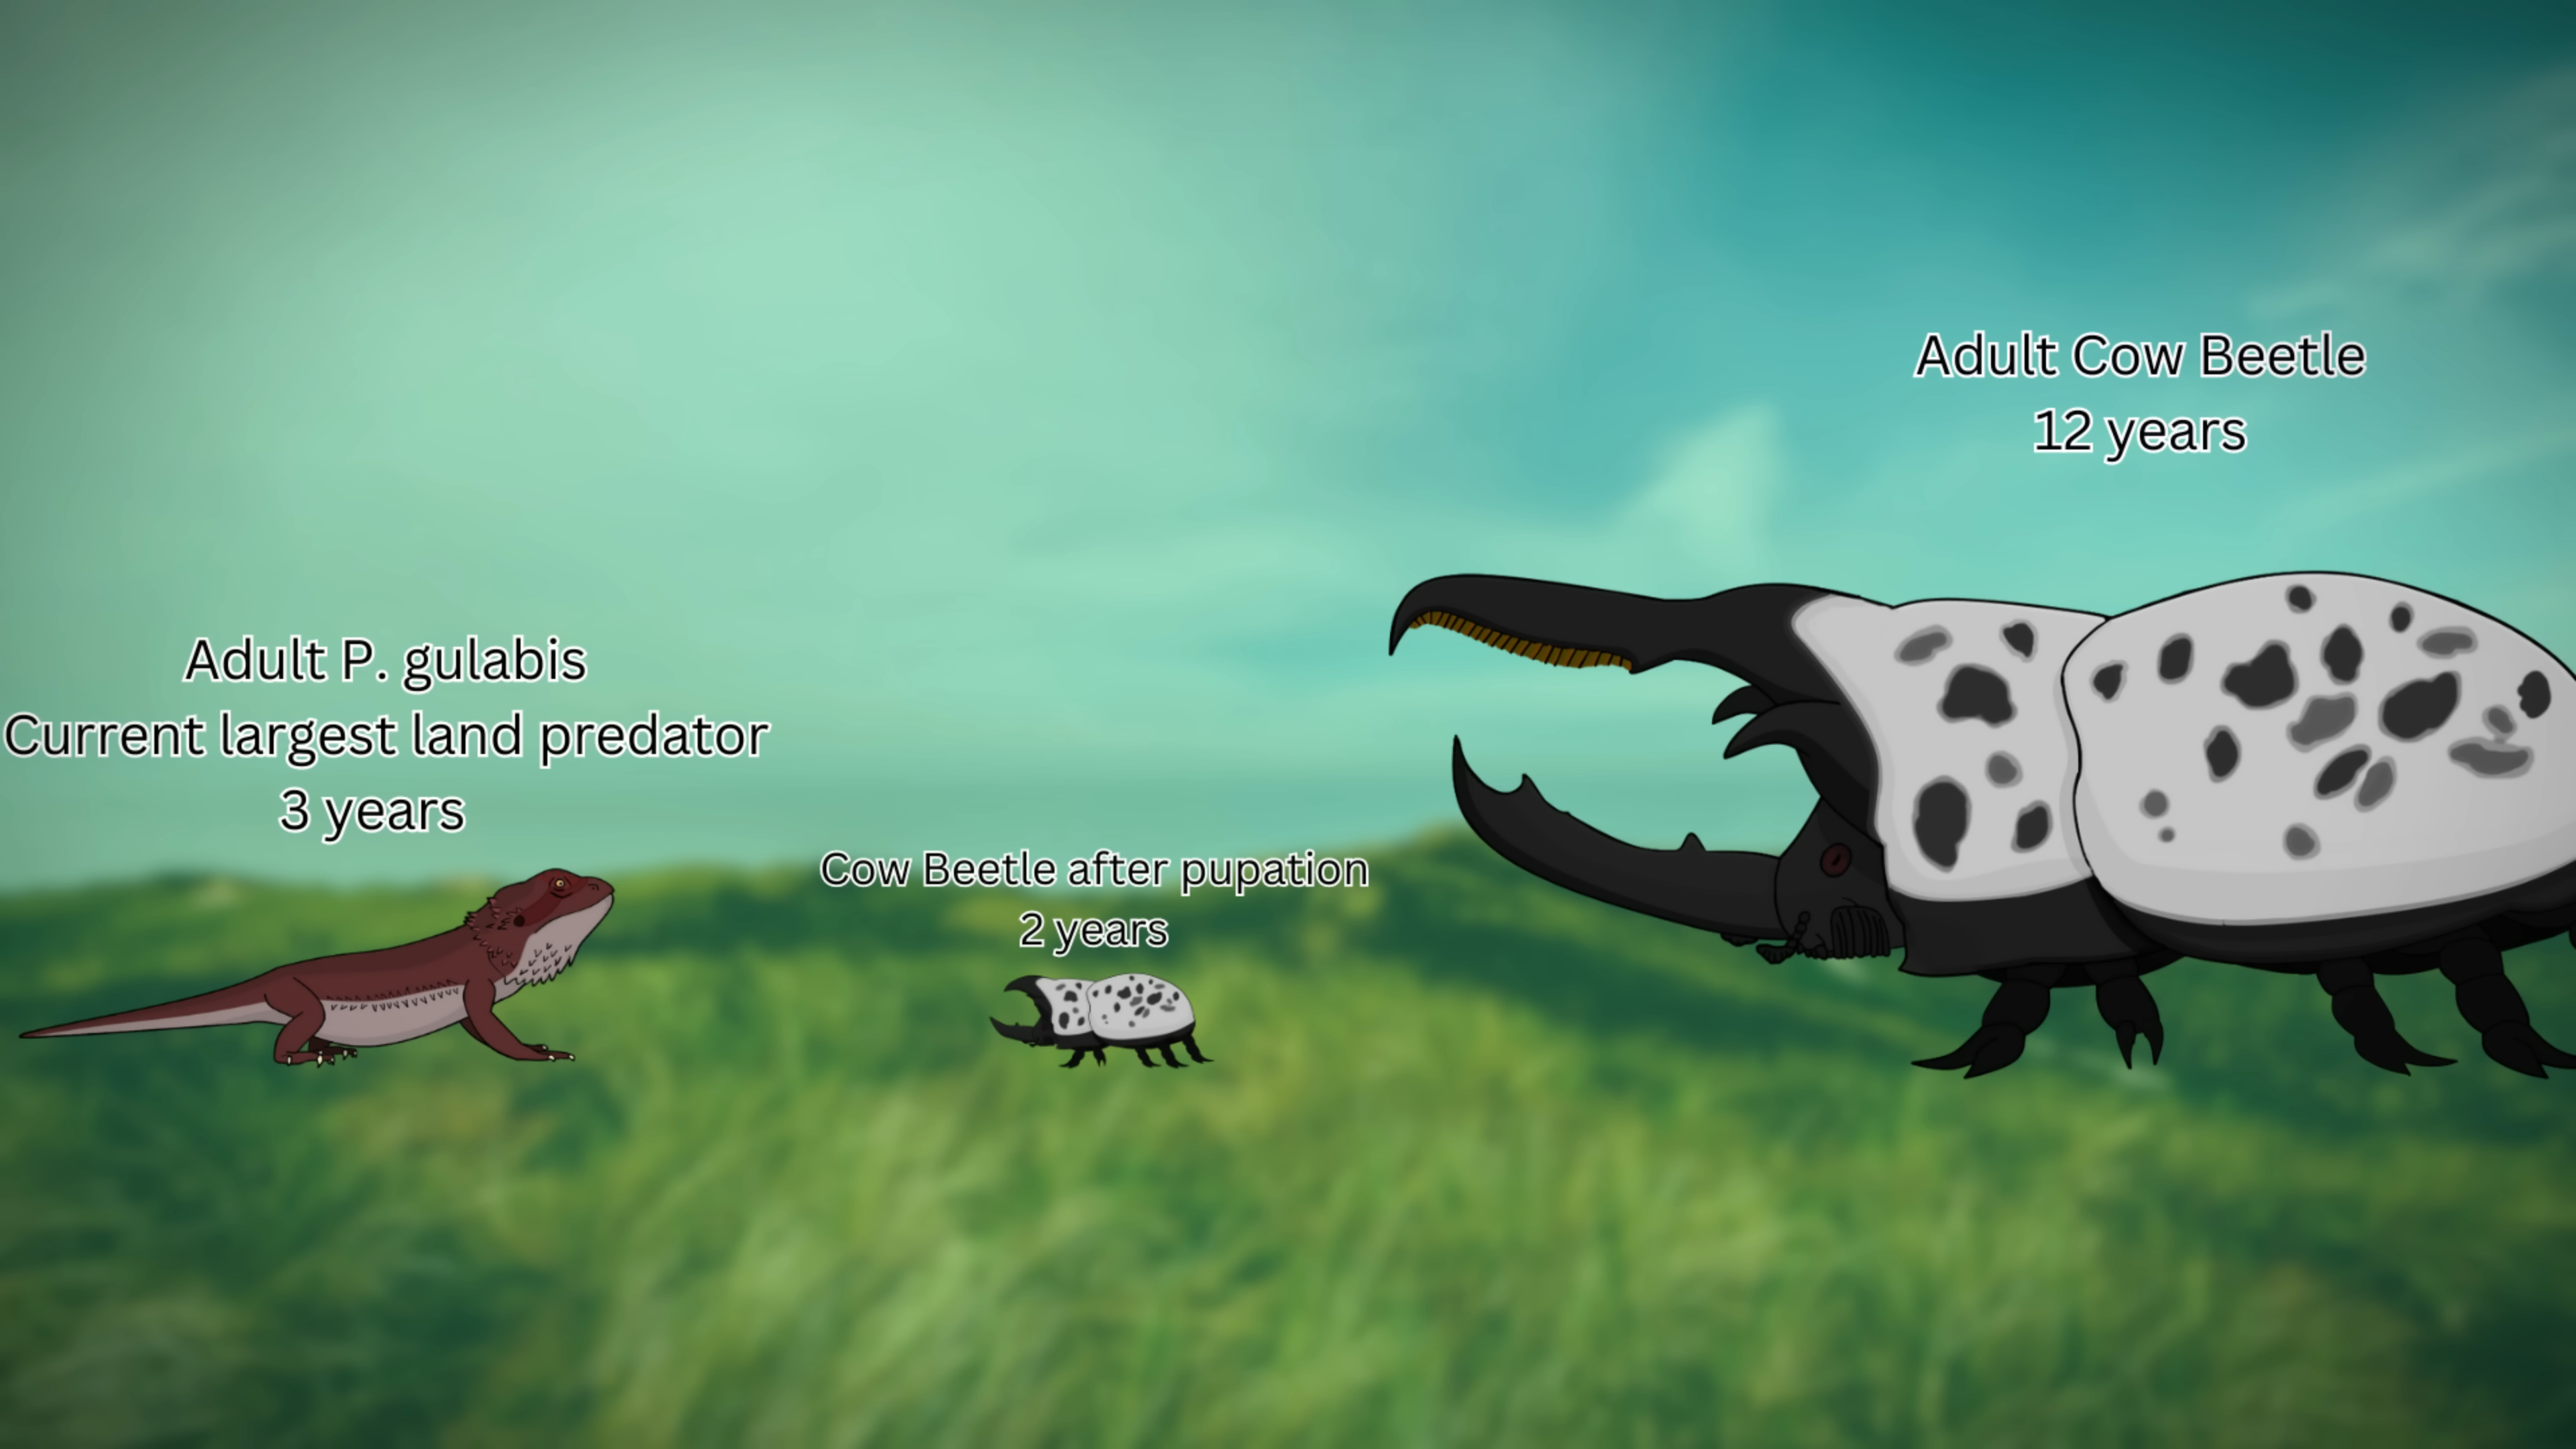 Adult P. gulabis
Current largest land predator
3 years
Cow Beetle after pupation
2 years
Adult Cow Beetle
12 years